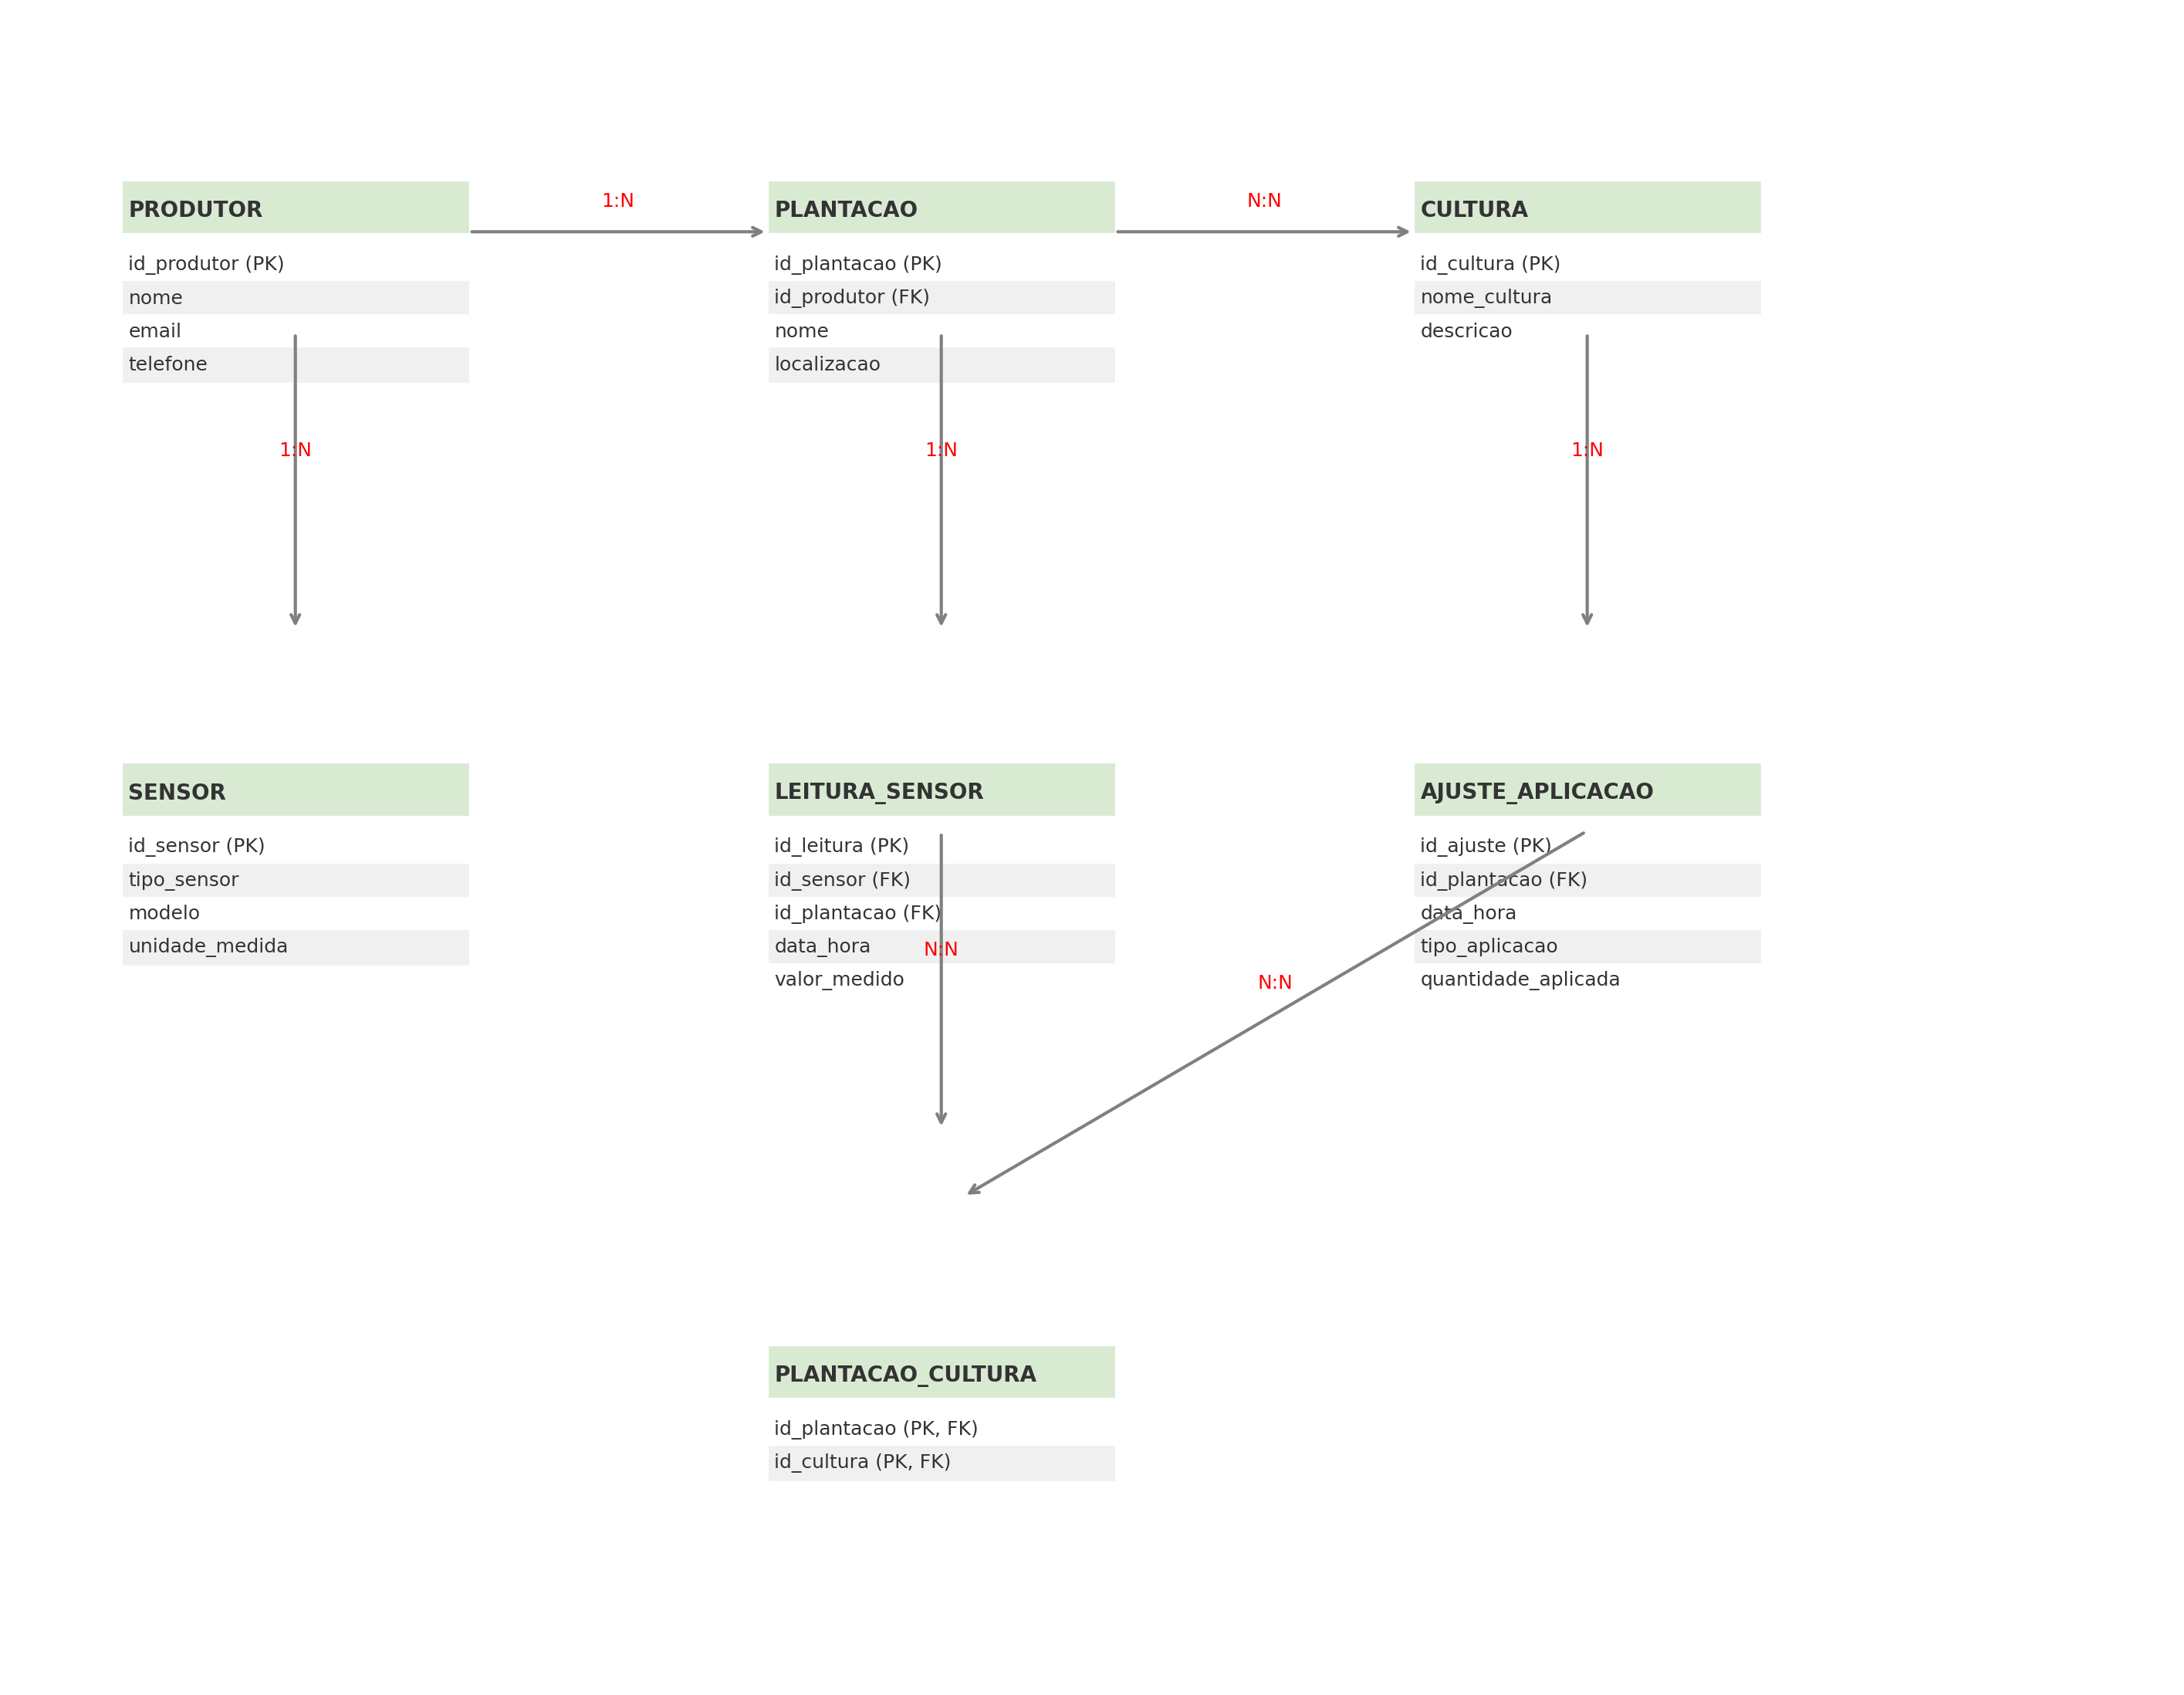 PRODUTOR
id_produtor (PK)
nome
email
telefone
1:N
PLANTACAO
id_plantacao (PK)
id_produtor (FK)
nome
localizacao
N:N
CULTURA
id_cultura (PK)
nome_cultura
descricao
1:N
1:N
1:N
SENSOR
id_sensor (PK)
tipo_sensor
modelo
unidade_medida
LEITURA_SENSOR
id_leitura (PK)
id_sensor (FK)
id_plantacao (FK)
data_hora
valor_medido
N:N
N:N
AJUSTE_APLICACAO
id_ajuste (PK)
id_plantacao (FK)
data_hora
tipo_aplicacao
quantidade_aplicada
PLANTACAO_CULTURA
id_plantacao (PK, FK)
id_cultura (PK, FK)